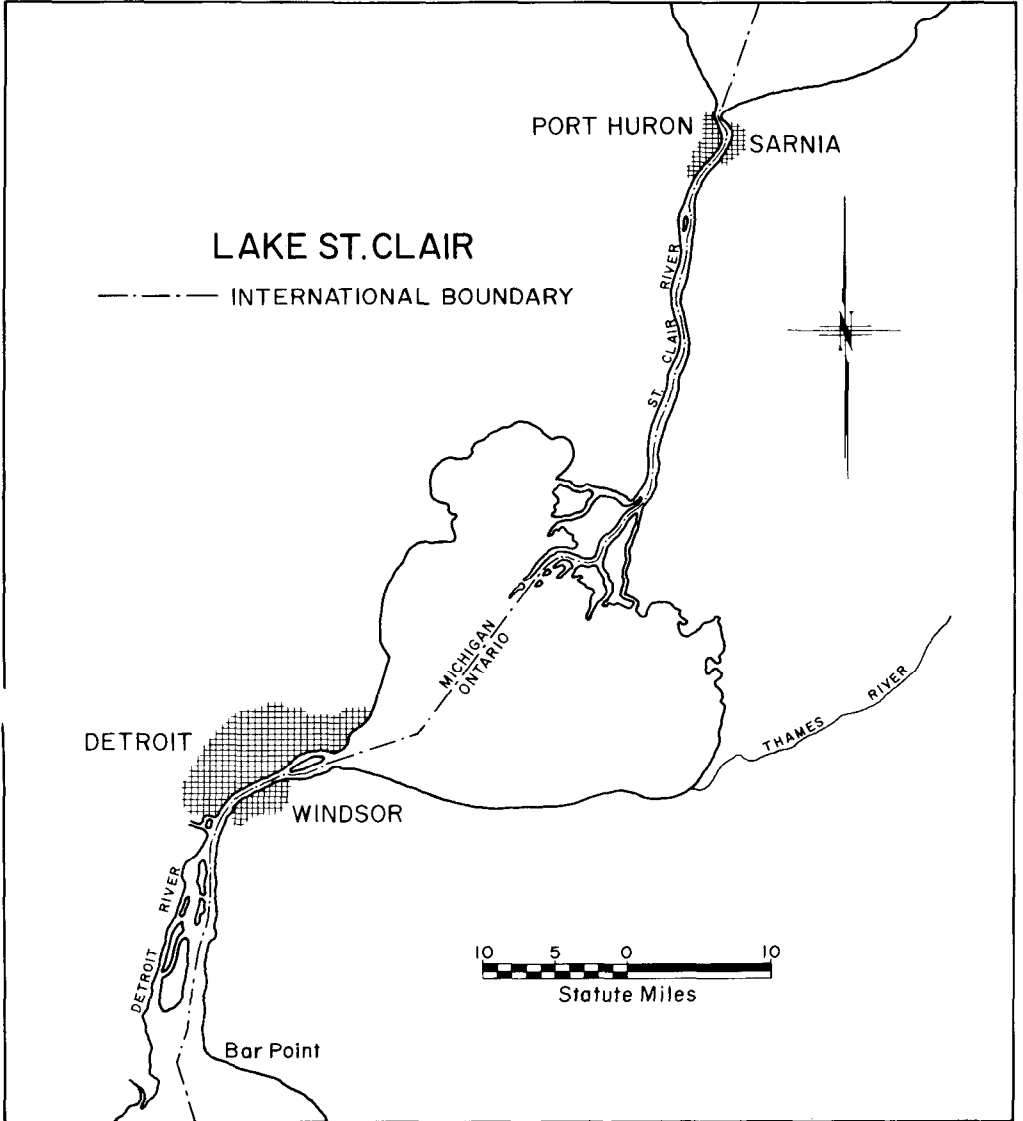 PORT HURON
SARNIA
LAKE ST. CLAIR
INTERNATIONAL BOUNDARY
ST. CLAIR RIVER
MICHIGAN
ONTARIO
THAMES RIVER
DETROIT
WINDSOR
DETROIT RIVER
10 5 0 10
Statute Miles
Bar Point